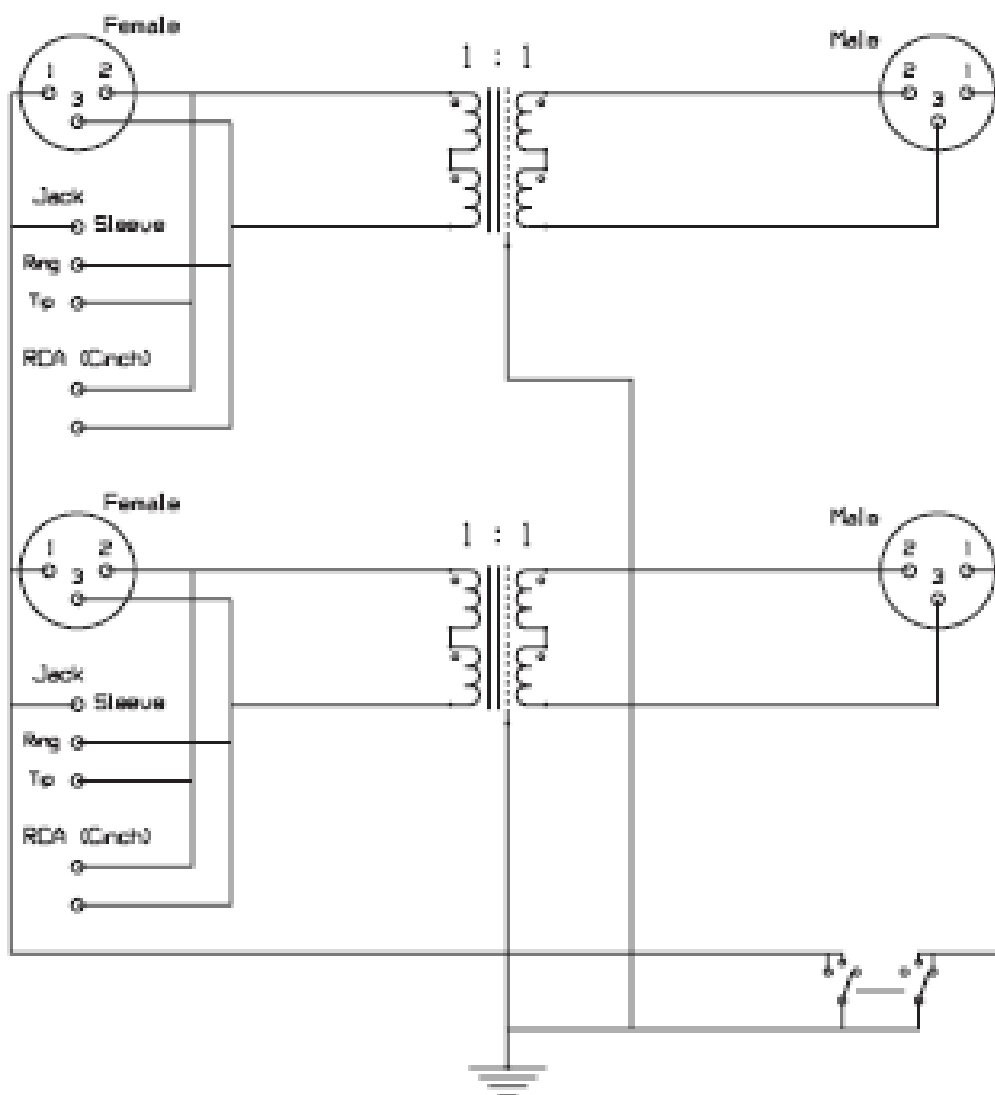 Female
1 : 1
Male
1 2
3
2 1
3
Jack
Sleeve
Ring
Tip
RCA (Cinch)
Female
1 : 1
Male
1 2
3
2 1
3
Jack
Sleeve
Ring
Tip
RCA (Cinch)